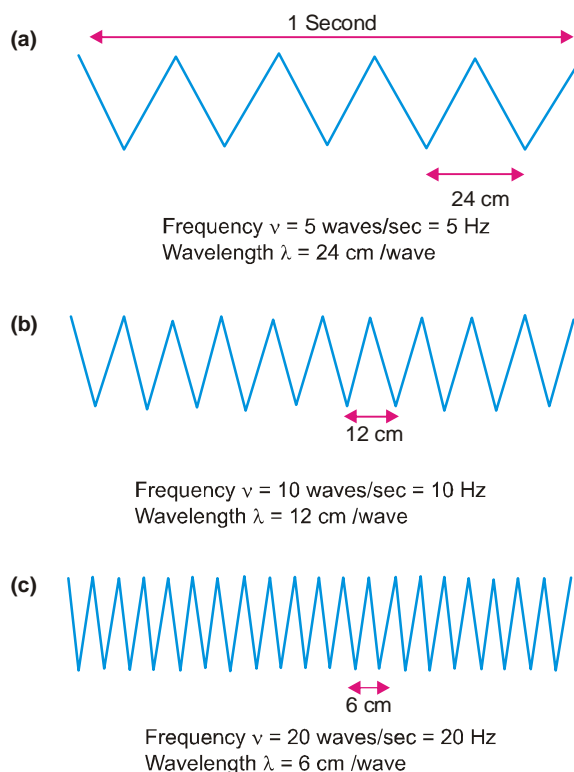 1 Second
(a)
24 cm
Frequency ν = 5 waves/sec = 5 Hz
Wavelength λ = 24 cm /wave
(b)
12 cm
Frequency ν = 10 waves/sec = 10 Hz
Wavelength λ = 12 cm /wave
(c)
6 cm
Frequency ν = 20 waves/sec = 20 Hz
Wavelength λ = 6 cm /wave